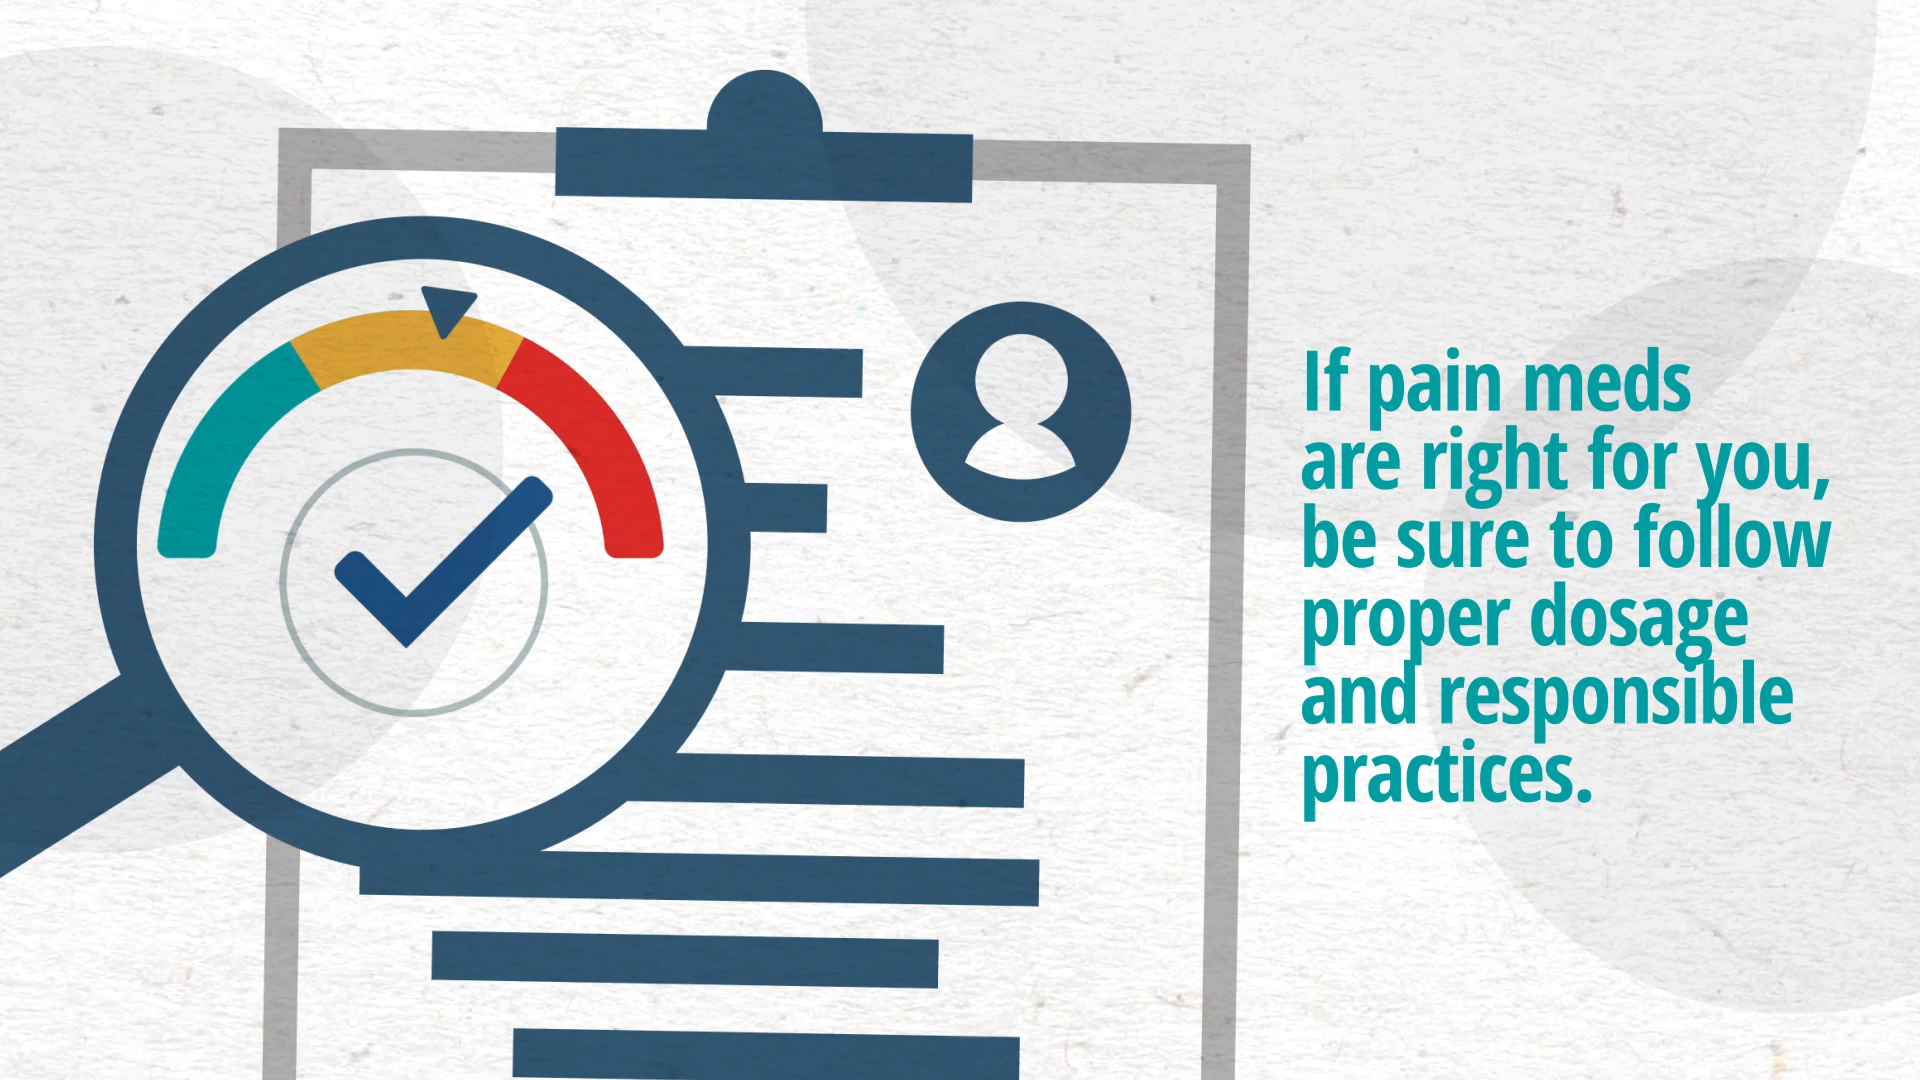 If pain meds
are right for you,
be sure to follow
proper dosage
and responsible
practices.